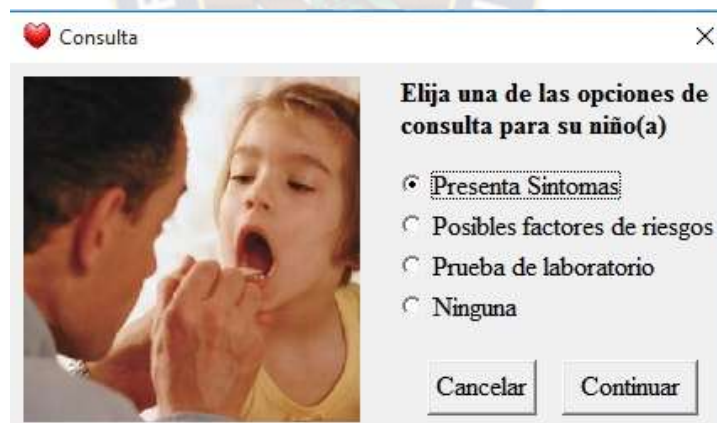 Consulta
Elija una de las opciones de
consulta para su niño(a)
Presenta Sintomas
Posibles factores de riesgos
Prueba de laboratorio
Ninguna
Cancelar Continuar